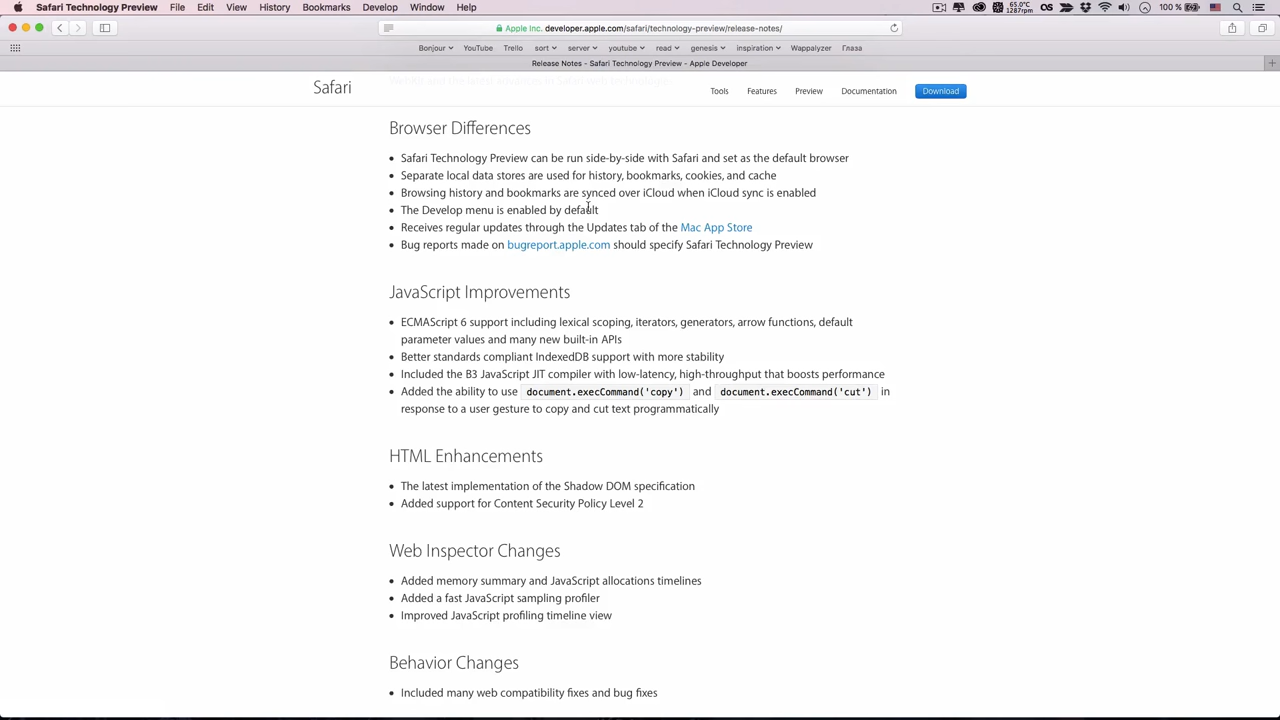 Safari Technology Preview File Edit View History Bookmarks Develop Window Help 65.0°C 1287rpm OS 100 %
Apple Inc. developer.apple.com/safari/technology-preview/release-notes/
Bonjour YouTube Trello sort server youtube read genesis inspiration Wappalyzer Глаза
Release Notes - Safari Technology Preview - Apple Developer
Safari Tools Features Preview Documentation Download
Browser Differences
Safari Technology Preview can be run side-by-side with Safari and set as the default browser
Separate local data stores are used for history, bookmarks, cookies, and cache
Browsing history and bookmarks are synced over iCloud when iCloud sync is enabled
The Develop menu is enabled by default
Receives regular updates through the Updates tab of the Mac App Store
Bug reports made on bugreport.apple.com should specify Safari Technology Preview
JavaScript Improvements
ECMAScript 6 support including lexical scoping, iterators, generators, arrow functions, default
parameter values and many new built-in APIs
Better standards compliant IndexedDB support with more stability
Included the B3 JavaScript JIT compiler with low-latency, high-throughput that boosts performance
Added the ability to use document.execCommand('copy') and document.execCommand('cut') in
response to a user gesture to copy and cut text programmatically
HTML Enhancements
The latest implementation of the Shadow DOM specification
Added support for Content Security Policy Level 2
Web Inspector Changes
Added memory summary and JavaScript allocations timelines
Added a fast JavaScript sampling profiler
Improved JavaScript profiling timeline view
Behavior Changes
Included many web compatibility fixes and bug fixes